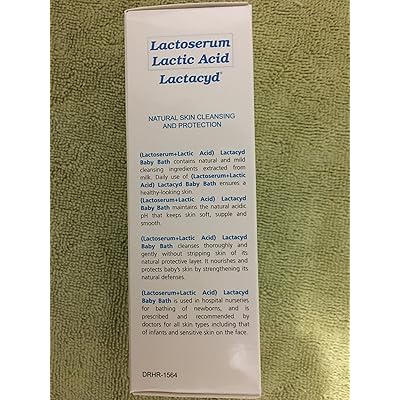 Lactoserum
Lactic Acid
Lactacyd®
NATURAL SKIN CLEANSING
AND PROTECTION
(Lactoserum+Lactic Acid) Lactacyd
Baby Bath contains natural and mild
cleansing ingredients extracted from
milk. Daily use of (Lactoserum+Lactic
Acid) Lactacyd Baby Bath ensures a
healthy-looking skin.
(Lactoserum+Lactic Acid) Lactacyd
Baby Bath maintains the natural acidic
pH that keeps skin soft, supple and
smooth.
(Lactoserum+Lactic Acid) Lactacyd
Baby Bath cleanses thoroughly and
gently without stripping skin of its
natural protective layer. It nourishes and
protects baby's skin by strengthening its
natural defenses.
(Lactoserum+Lactic Acid) Lactacyd
Baby Bath is used in hospital nurseries
for bathing of newborns, and is
prescribed and recommended by
doctors for all skin types including that
of infants and sensitive skin on the face.
DRHR-1564